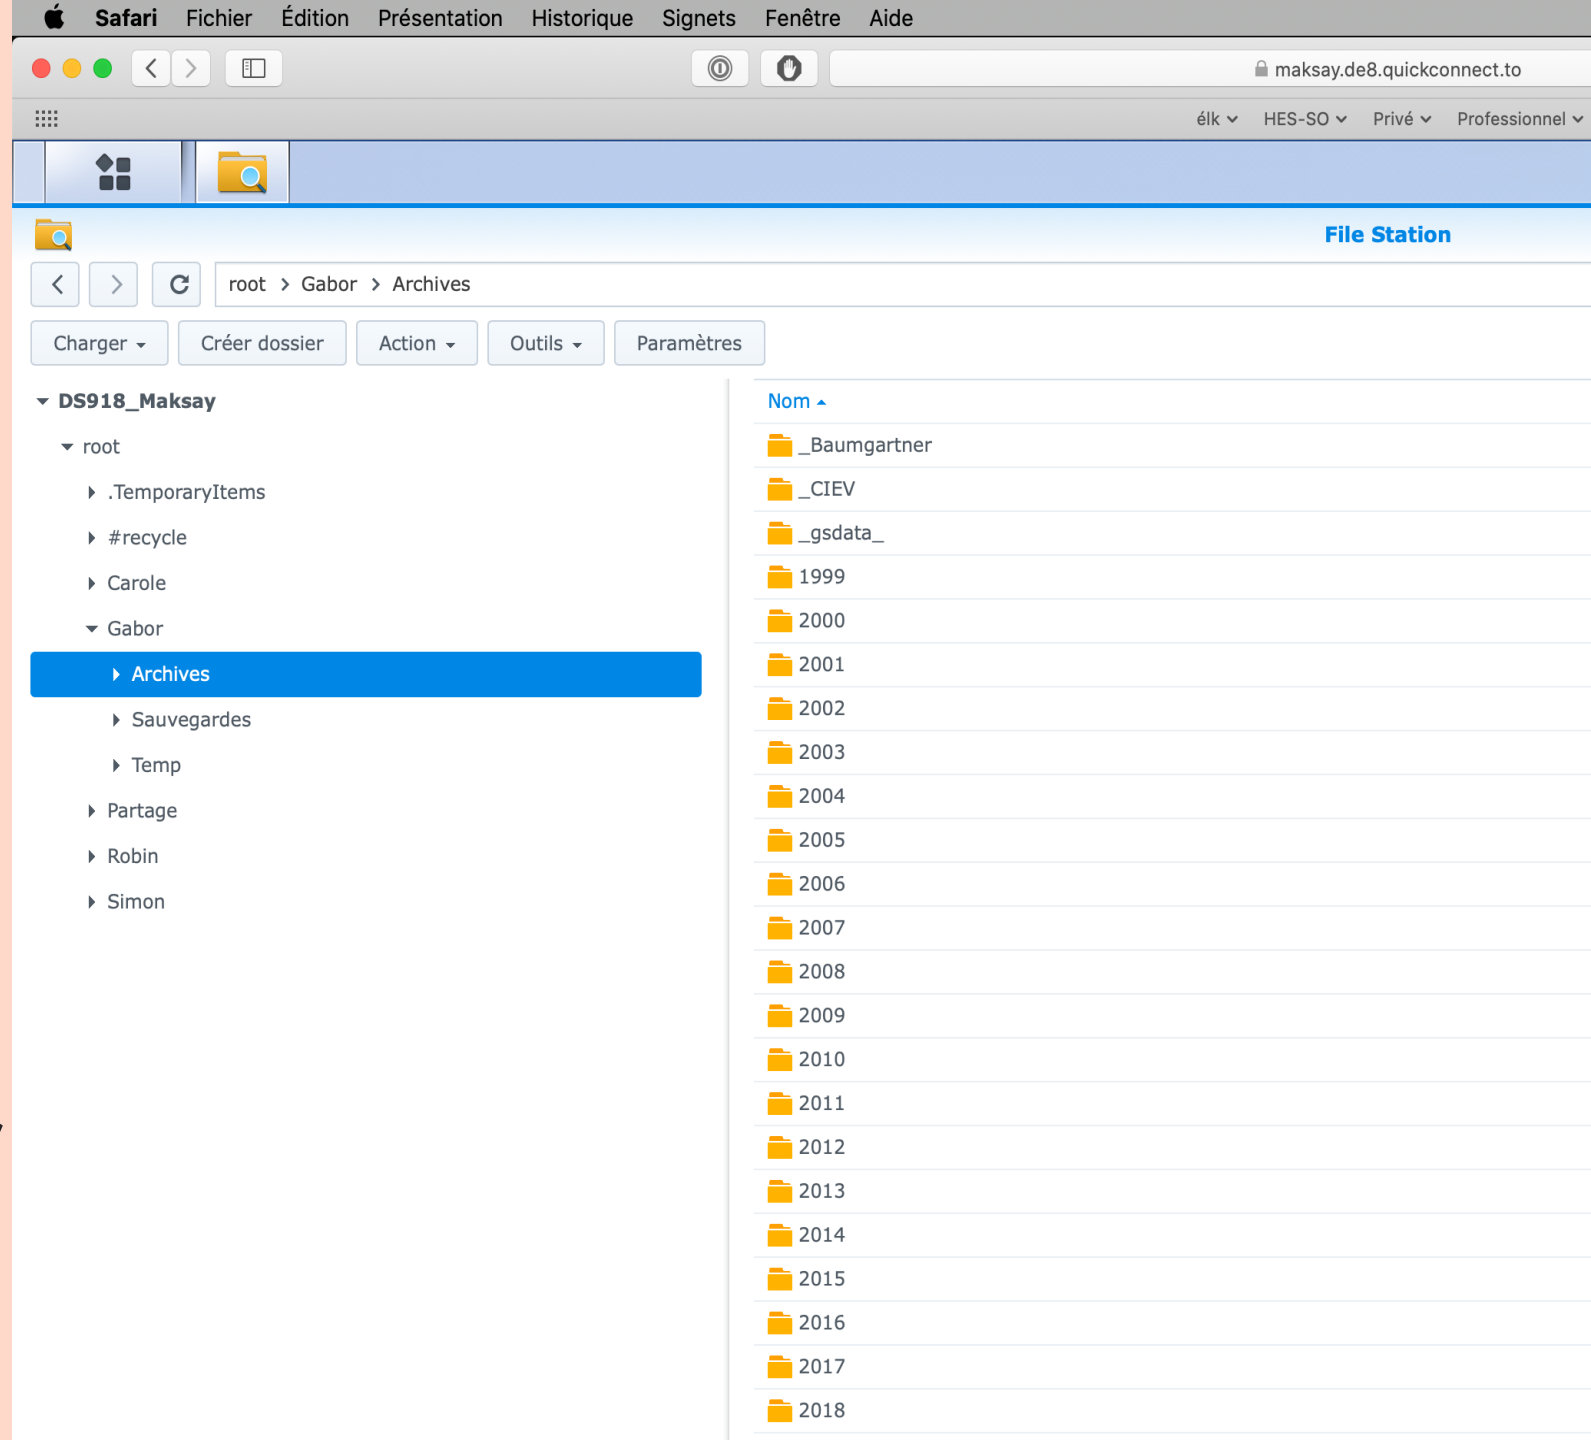 Safari Fichier Édition Présentation Historique Signets Fenêtre Aide
maksay.de8.quickconnect.to
élk HES-SO Privé Professionnel
File Station
root > Gabor > Archives
Charger Créer dossier Action Outils Paramètres
DS918_Maksay
root
.TemporaryItems
#recycle
Carole
Gabor
Archives
Sauvegardes
Temp
Partage
Robin
Simon
Nom
_Baumgartner
_CIEV
_gsdata_
1999
2000
2001
2002
2003
2004
2005
2006
2007
2008
2009
2010
2011
2012
2013
2014
2015
2016
2017
2018